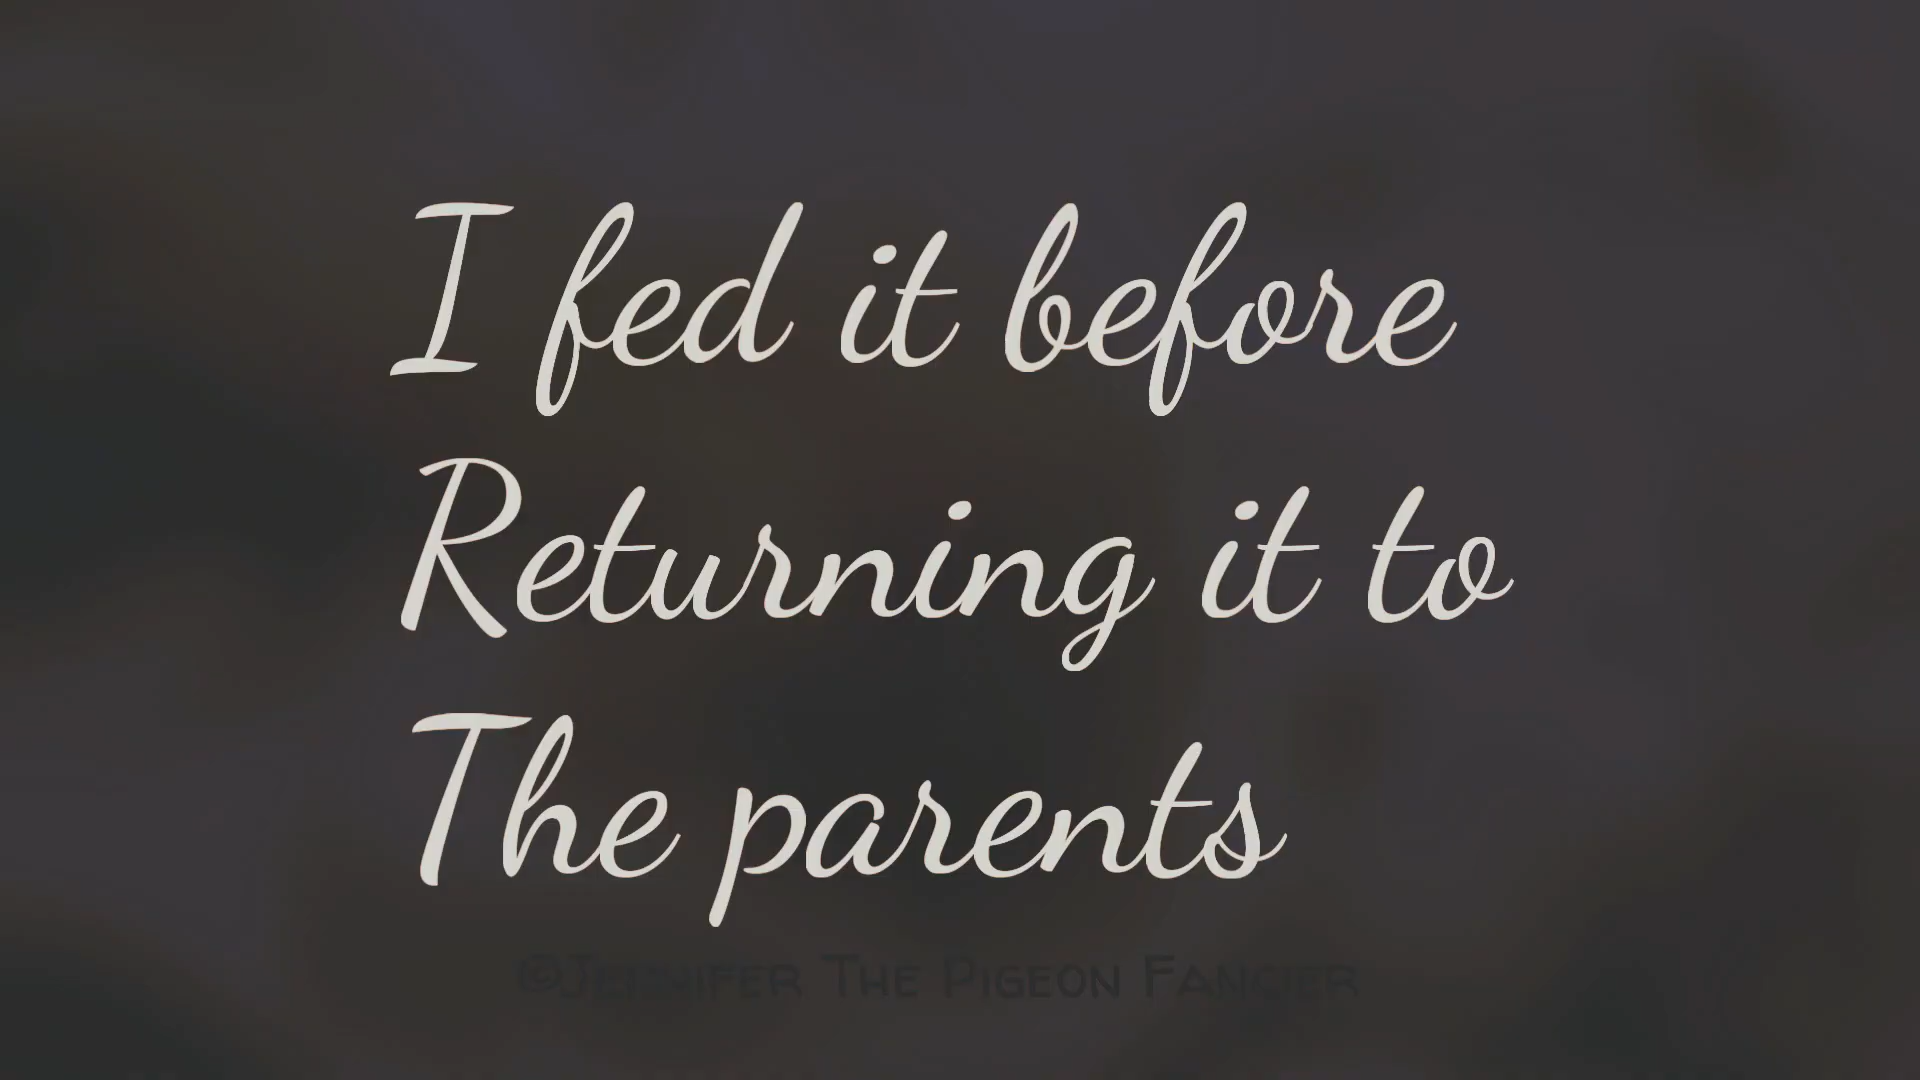 I fed it before
Returning it to
The parents
©Jennifer The Pigeon Fancier